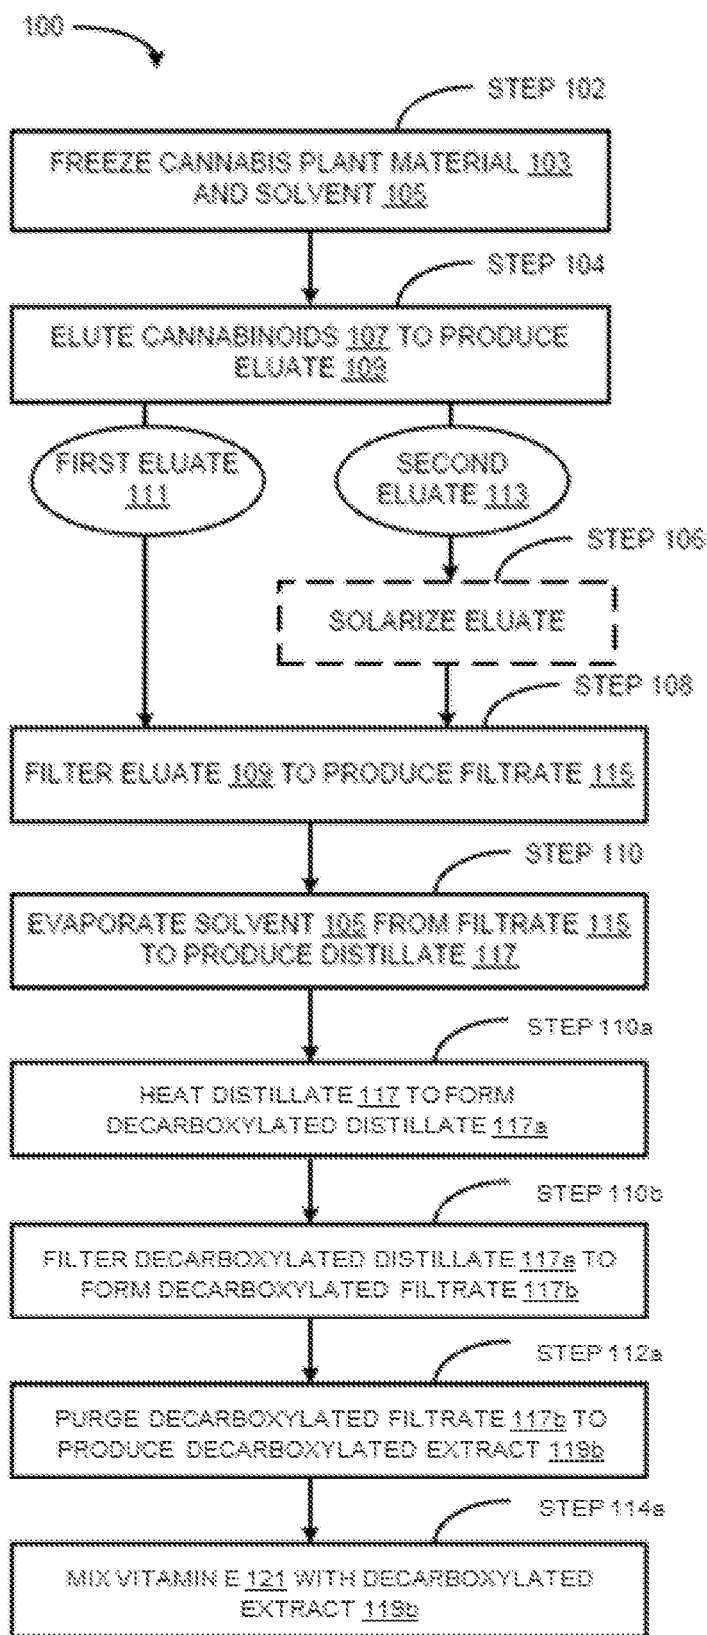 100
STEP 102
FREEZE CANNABIS PLANT MATERIAL 103
AND SOLVENT 105
STEP 104
ELUTE CANNABINOIDS 107 TO PRODUCE
ELUATE 109
FIRST ELUATE
111
SECOND
ELUATE 113
STEP 106
SOLARIZE ELUATE
STEP 108
FILTER ELUATE 109 TO PRODUCE FILTRATE 115
STEP 110
EVAPORATE SOLVENT 105 FROM FILTRATE 115
TO PRODUCE DISTILLATE 117
STEP 110a
HEAT DISTILLATE 117 TO FORM
DECARBOXYLATED DISTILLATE 117a
STEP 110b
FILTER DECARBOXYLATED DISTILLATE 117a TO
FORM DECARBOXYLATED FILTRATE 117b
STEP 112a
PURGE DECARBOXYLATED FILTRATE 117b TO
PRODUCE DECARBOXYLATED EXTRACT 119b
STEP 114a
MIX VITAMIN E 121 WITH DECARBOXYLATED
EXTRACT 119b